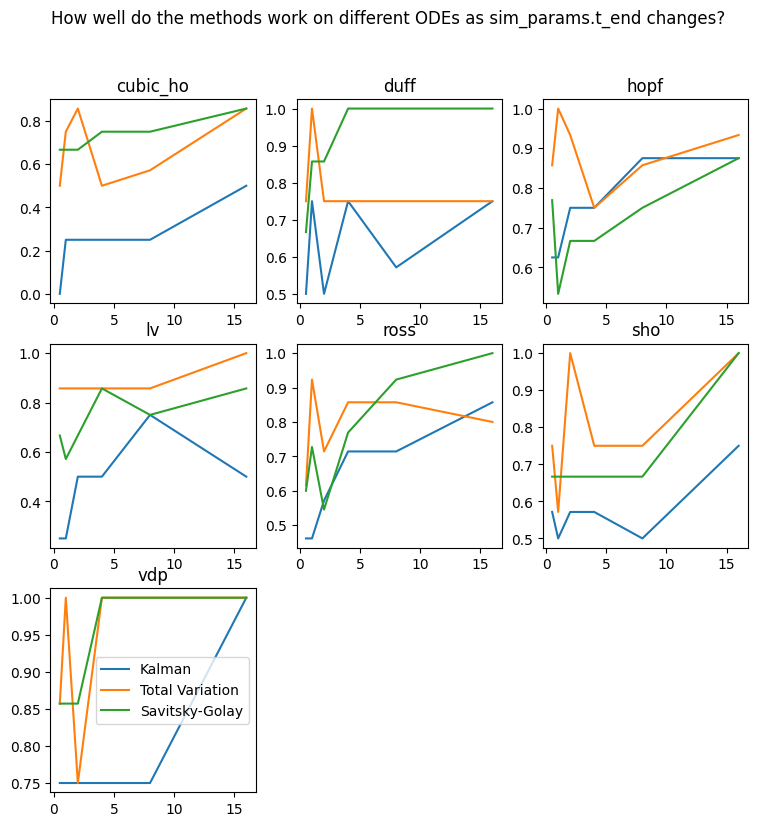 How well do the methods work on different ODEs as sim_params.t_end changes?
cubic_ho
duff
hopf
0.8
0.6
0.4
0.2
0.0
1.0
0.9
0.8
0.7
0.6
0.5
1.0
0.9
0.8
0.7
0.6
0 5 10 15
0 5 10 15
0 5 10 15
lv
ross
sho
1.0
0.8
0.6
0.4
1.0
0.9
0.8
0.7
0.6
0.5
1.0
0.9
0.8
0.7
0.6
0.5
0 5 10 15
0 5 10 15
0 5 10 15
vdp
1.00
0.95
0.90
0.85
0.80
0.75
Kalman
Total Variation
Savitsky-Golay
0 5 10 15